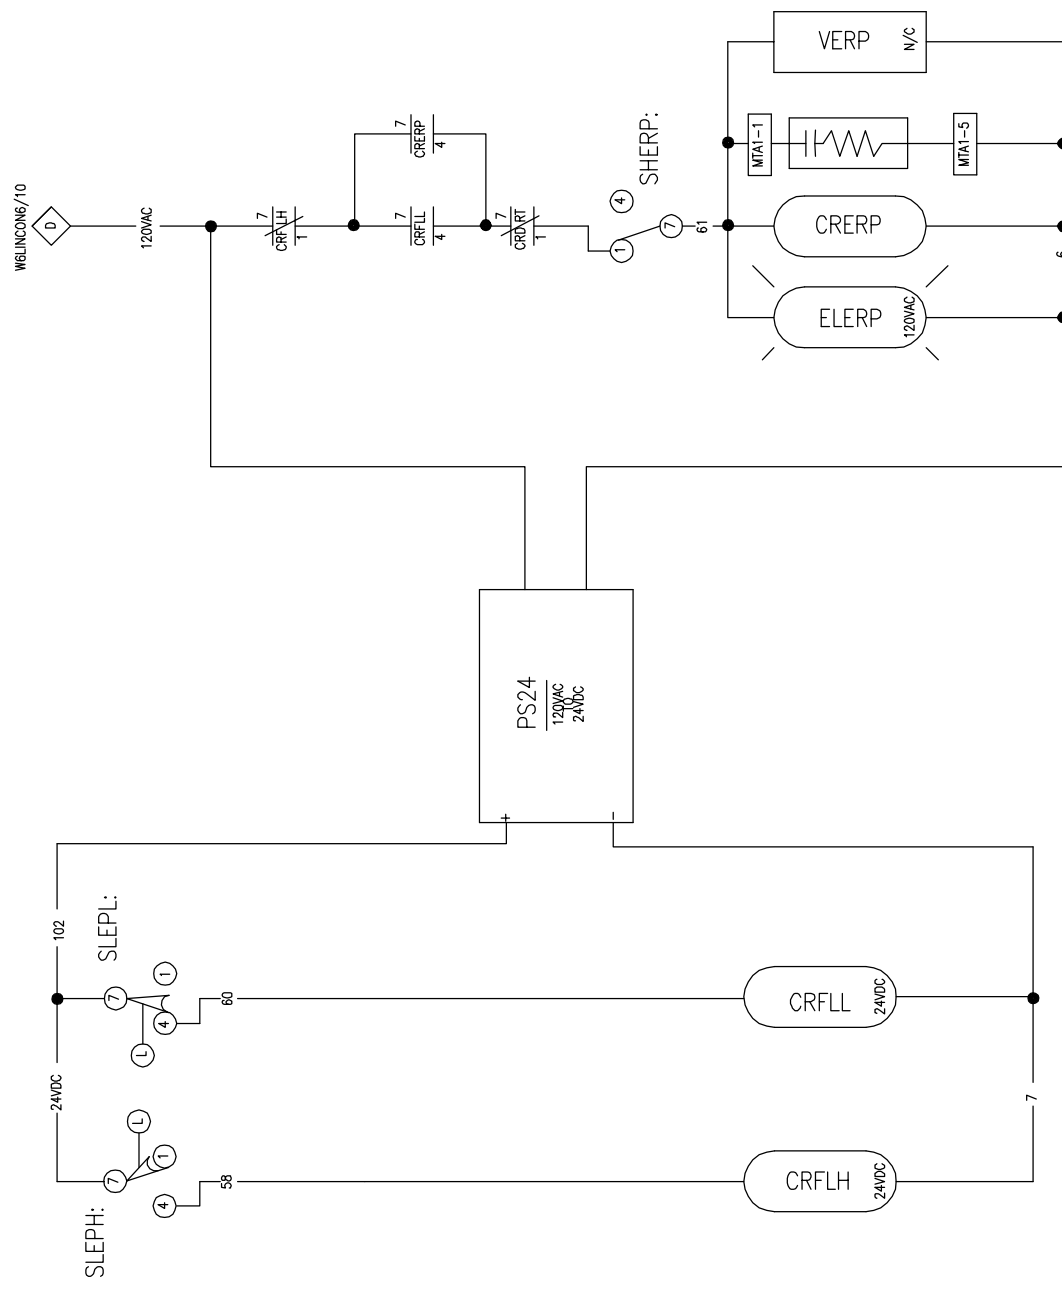 W6LINCON6/10
D
120VAC
7
CRFLH
1
7
CRERP
4
7
CRFLL
4
7
CRDVRT
1
SHERP:
4
1
7
61
VERP
N/C
MTA1-1
MTA1-5
CRERP
ELERP
120VAC
PS24
120VAC
TO
24VDC
+
-
102
SLEPL:
7
1
4
L
60
CRFLL
24VDC
24VDC
7
SLEPH:
7
L
1
4
58
CRFLH
24VDC